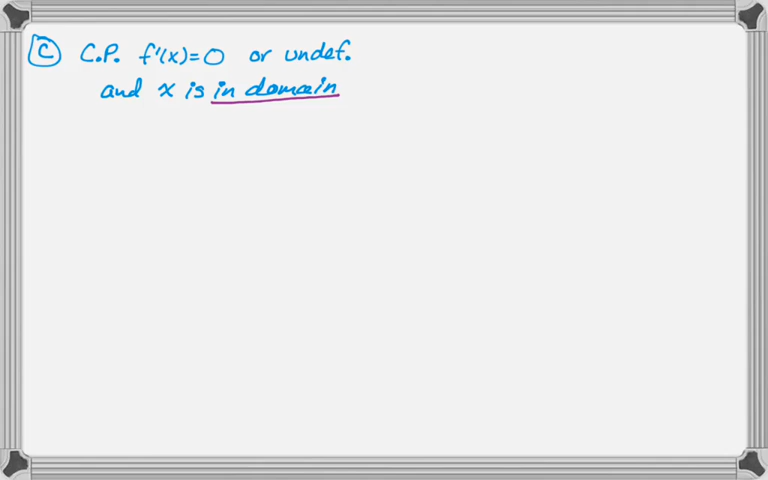 Ⓒ C.P. f'(x)=0 or undef.
and x is in domain